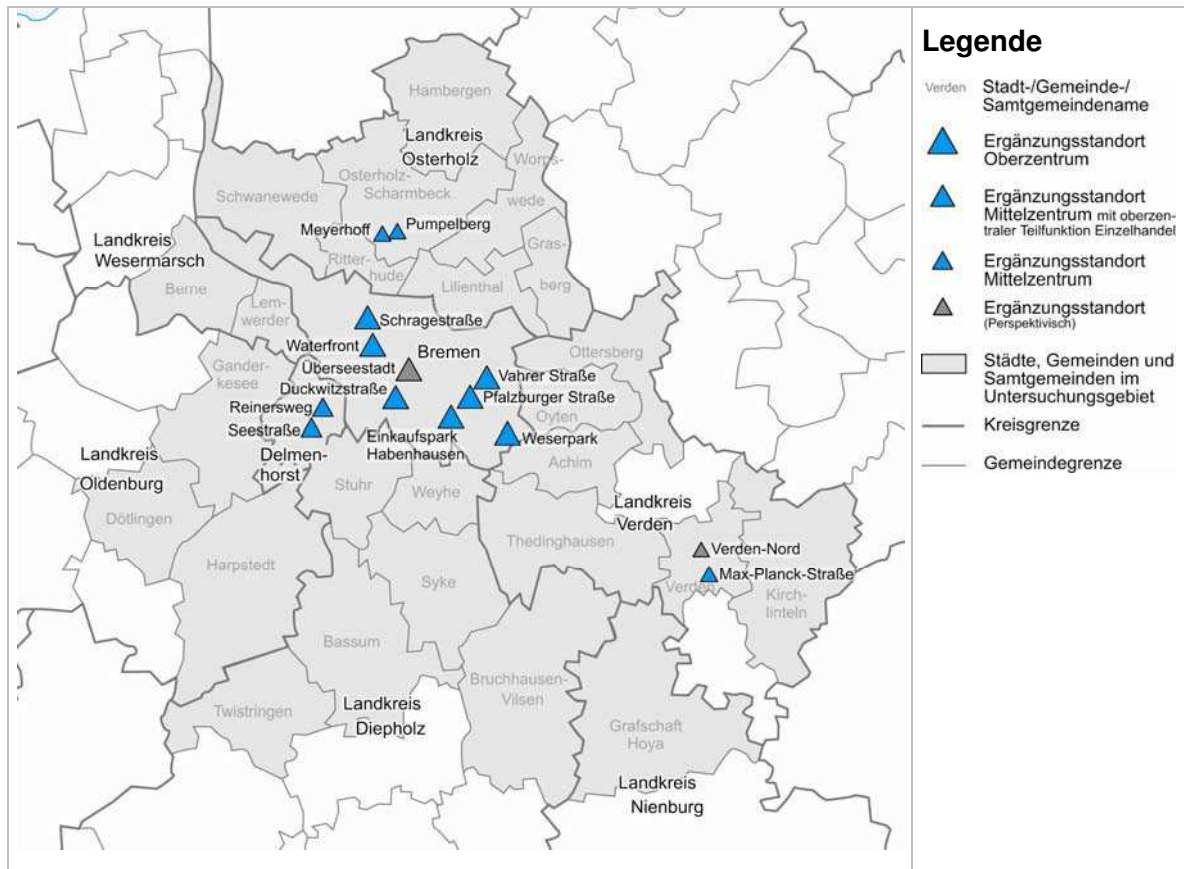 Hambergen
Landkreis
Osterholz
Worps-
wede
Osterholz-
Scharmbeck
Schwanewede
Meyerhoff
Pumpelberg
Landkreis
Wesermarsch
Ritter-
hude
Gras-
berg
Lilienthal
Berne
Lem-
werder
Schragestraße
Waterfront
Bremen
Ottersberg
Überseestadt
Gander-
kesee
Vahrer Straße
Duckwitzstraße
Pfalzburger Straße
Reinersweg
Oyten
Seestraße
Einkaufspark
Habenhausen
Weserpark
Landkreis
Oldenburg
Delmen-
horst
Achim
Stuhr
Weyhe
Landkreis
Verden
Dötlingen
Thedinghausen
Verden-Nord
Harpstedt
Max-Planck-Straße
Syke
Verden
Kirch-
linteln
Bassum
Bruchhausen-
Vilsen
Twistringen
Landkreis
Diepholz
Grafschaft
Hoya
Landkreis
Nienburg
Legende
Verden
Stadt-/Gemeinde-/
Samtgemeindename
Ergänzungsstandort
Oberzentrum
Ergänzungsstandort
Mittelzentrum mit oberzen-
traler Teilfunktion Einzelhandel
Ergänzungsstandort
Mittelzentrum
Ergänzungsstandort
(Perspektivisch)
Städte, Gemeinden und
Samtgemeinden im
Untersuchungsgebiet
Kreisgrenze
Gemeindegrenze